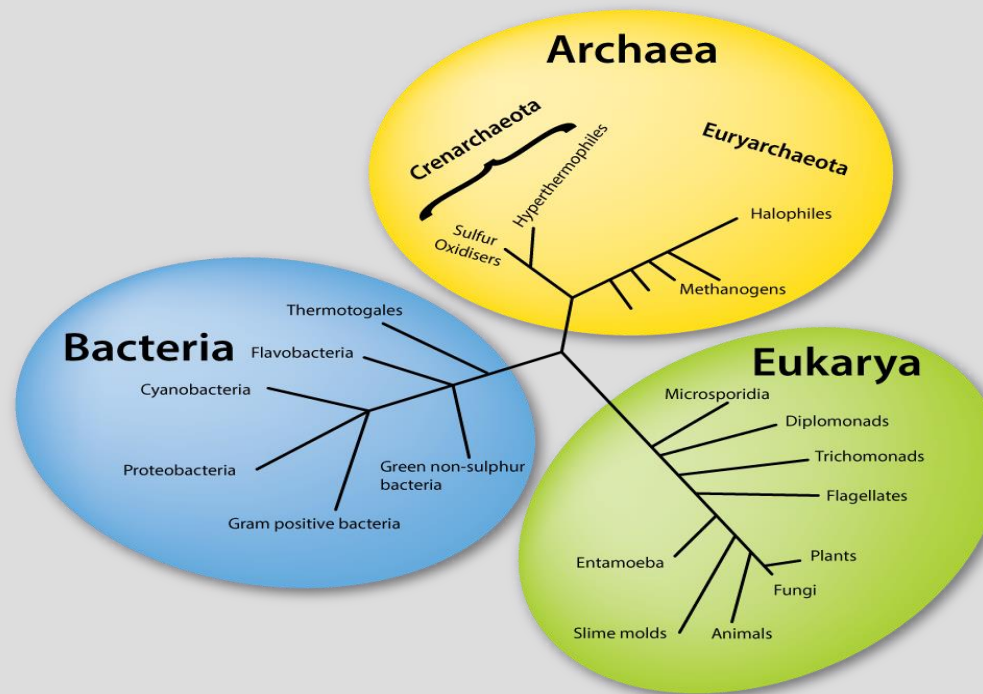 Archaea
Crenarchaeota
Euryarchaeota
Hyperthermophiles
Sulfur
Oxidisers
Halophiles
Methanogens
Bacteria
Thermotogales
Flavobacteria
Cyanobacteria
Proteobacteria
Green non-sulphur
bacteria
Gram positive bacteria
Eukarya
Microsporidia
Diplomonads
Trichomonads
Flagellates
Entamoeba
Plants
Fungi
Slime molds
Animals